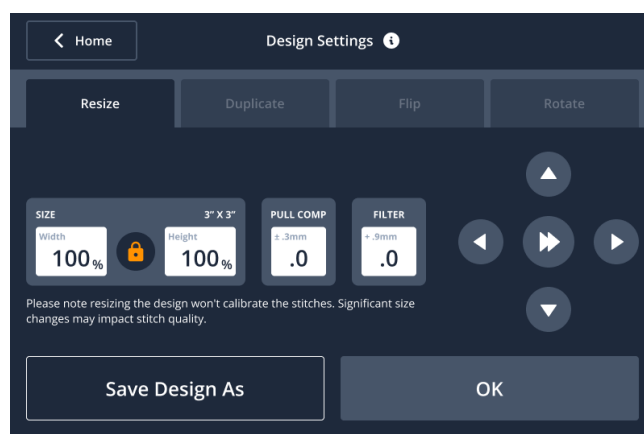 Home
Design Settings
Resize
Duplicate
Flip
Rotate
SIZE
3” X 3”
Width
100%
Height
100%
PULL COMP
± .3mm
.0
FILTER
+ .9mm
.0
Please note resizing the design won't calibrate the stitches. Significant size
changes may impact stitch quality.
Save Design As
OK